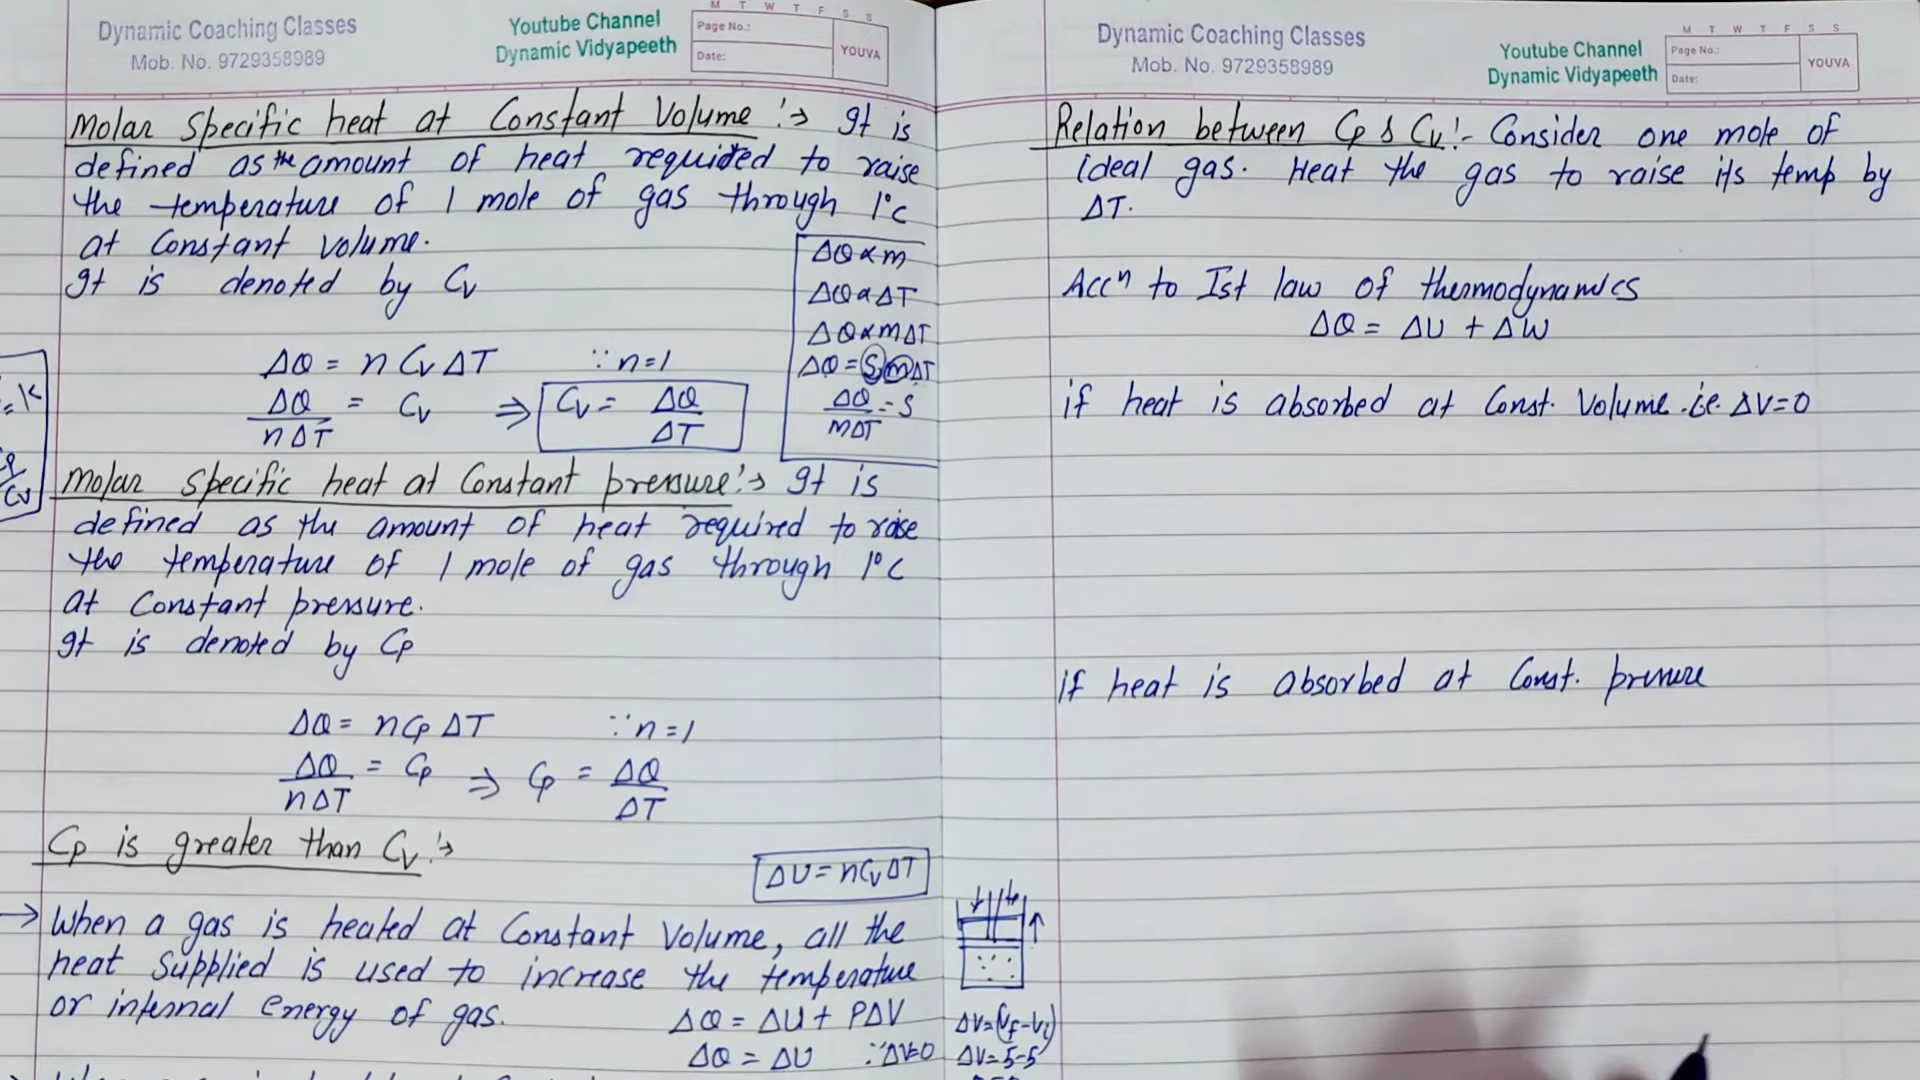 Dynamic Coaching Classes
Mob. No. 9729358989
Youtube Channel
Dynamic Vidyapeeth
M T W T F S S
Page No.:
Date:
YOUVA
Molar Specific heat at Constant Volume :→ It is
defined as the amount of heat requided to raise
the temperature of 1 mole of gas through 1°C
at Constant volume.
It is denoted by Cv
ΔQ = n Cv ΔT ∵ n=1
ΔQ/nΔT = Cv ⇒ Cv = ΔQ/ΔT
ΔQ ∝ m
ΔQ ∝ ΔT
ΔQ ∝ mΔT
ΔQ = S m ΔT
ΔQ/mΔT = S
= K
Cv
Molar Specific heat at Constant pressure :→ It is
defined as the amount of heat required to raise
the temperature of 1 mole of gas through 1°C
at Constant pressure.
It is denoted by Cp
ΔQ = nCp ΔT ∵ n=1
ΔQ/nΔT = Cp ⇒ Cp = ΔQ/ΔT
Cp is greater than Cv :→
ΔU = nCvΔT
→ When a gas is heated at Constant Volume, all the
heat Supplied is used to increase the temperature
or internal Energy of gas.
ΔQ = ΔU + PΔV
ΔQ = ΔU ∵ ΔV=0
Dynamic Coaching Classes
Mob. No. 9729358989
Youtube Channel
Dynamic Vidyapeeth
M T W T F S S
Page No.:
Date:
YOUVA
Relation between Cp & Cv :- Consider one mole of
ideal gas. Heat the gas to raise its temp by
ΔT.
Accⁿ to Ist law of thermodynamics
ΔQ = ΔU + ΔW
if heat is absorbed at Const. Volume .i.e. ΔV=0
if heat is absorbed at Const. pressure
ΔV=(Vf-Vi)
ΔV=5-5